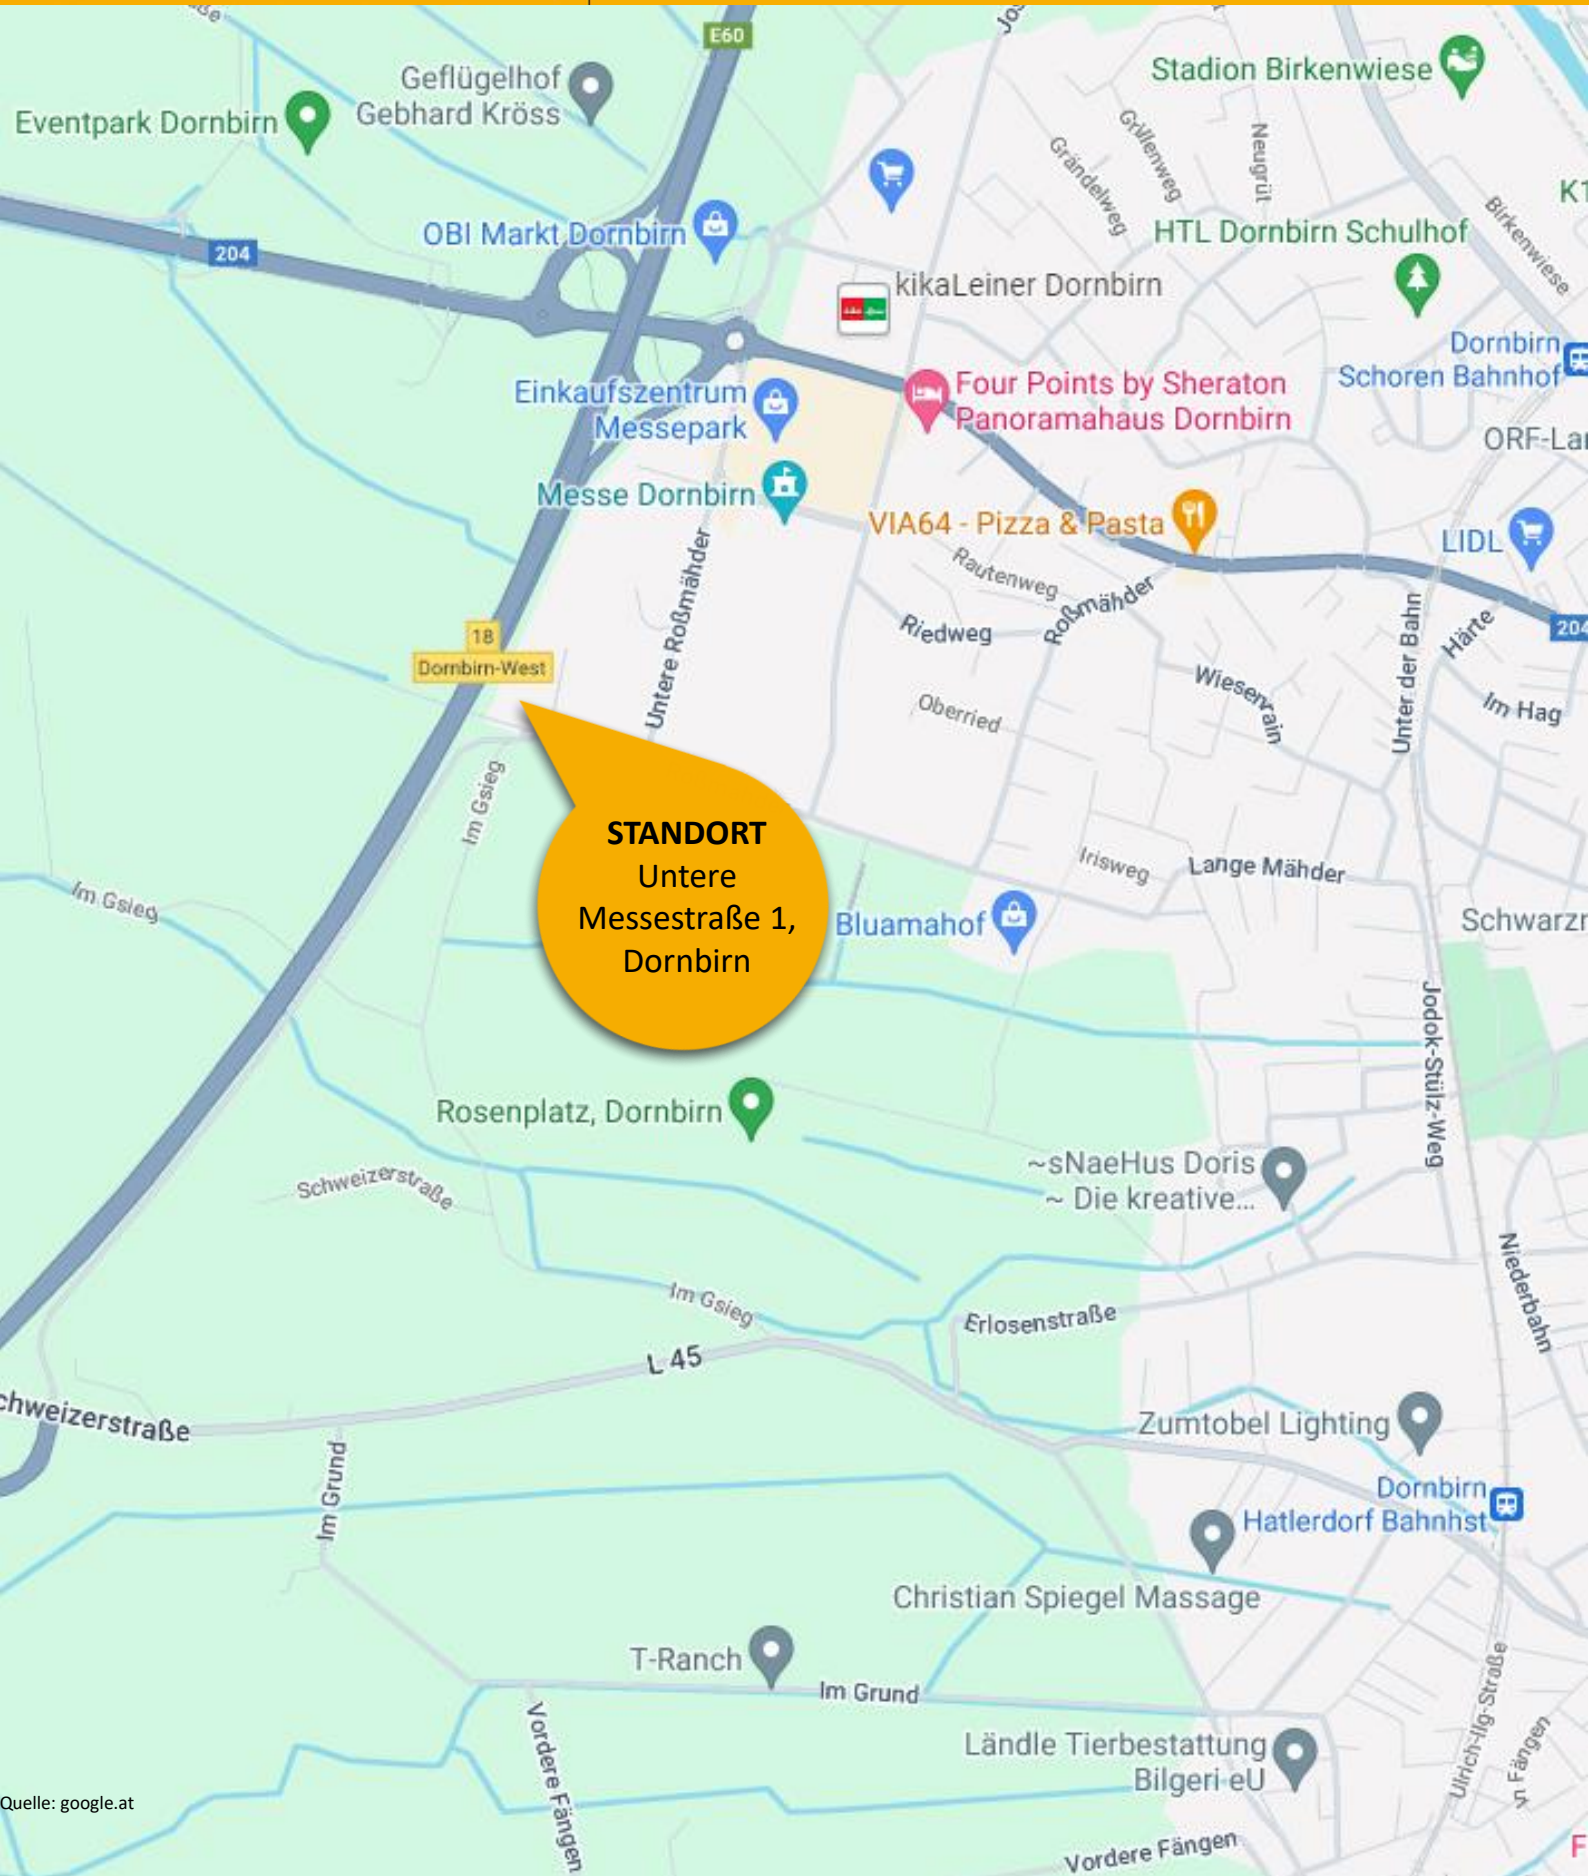 E60
Geflügelhof
Gebhard Kröss
Stadion Birkenwiese
Eventpark Dornbirn
Grillenweg
Grändelweg
Neugrüt
Birkenwiese
OBI Markt Dornbirn
HTL Dornbirn Schulhof
204
kikaLeiner Dornbirn
Dornbirn
Schoren Bahnhof
Einkaufszentrum
Messepark
Four Points by Sheraton
Panoramahaus Dornbirn
Messe Dornbirn
VIA64 - Pizza & Pasta
LIDL
Rautenweg
Roßmähder
Riedweg
Untere Roßmähder
Unter der Bahn
Härte
204
18
Dornbirn-West
Wiesenrain
Im Hag
Oberried
Im Gsieg
STANDORT
Untere
Messestraße 1,
Dornbirn
Irisweg
Lange Mähder
Im Gsieg
Bluamahof
Jodok-Stülz-Weg
Rosenplatz, Dornbirn
~sNaeHus Doris
~ Die kreative...
Schweizerstraße
Niederbahn
Im Gsieg
Erlosenstraße
L 45
chweizerstraße
Zumtobel Lighting
Im Grund
Dornbirn
Hatlerdorf Bahnhst
Christian Spiegel Massage
T-Ranch
Im Grund
Ulrich-Ilg-Straße
Vordere Fängen
Ländle Tierbestattung
Bilgeri eU
Quelle: google.at
Vordere Fängen